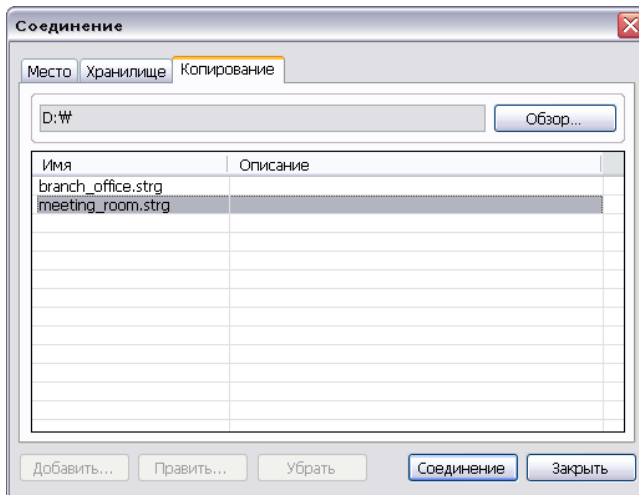 Соединение
Место Хранилище Копирование
D:₩ Обзор...
Имя Описание
branch_office.strg
meeting_room.strg
Добавить... Править... Убрать Соединение Закрыть